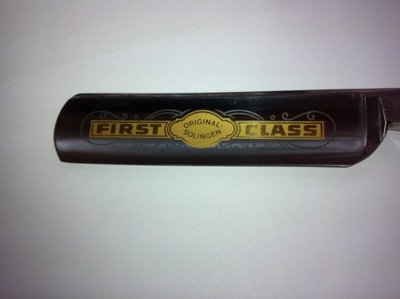 FIRST ORIGINAL- SOLINGEN CLASS